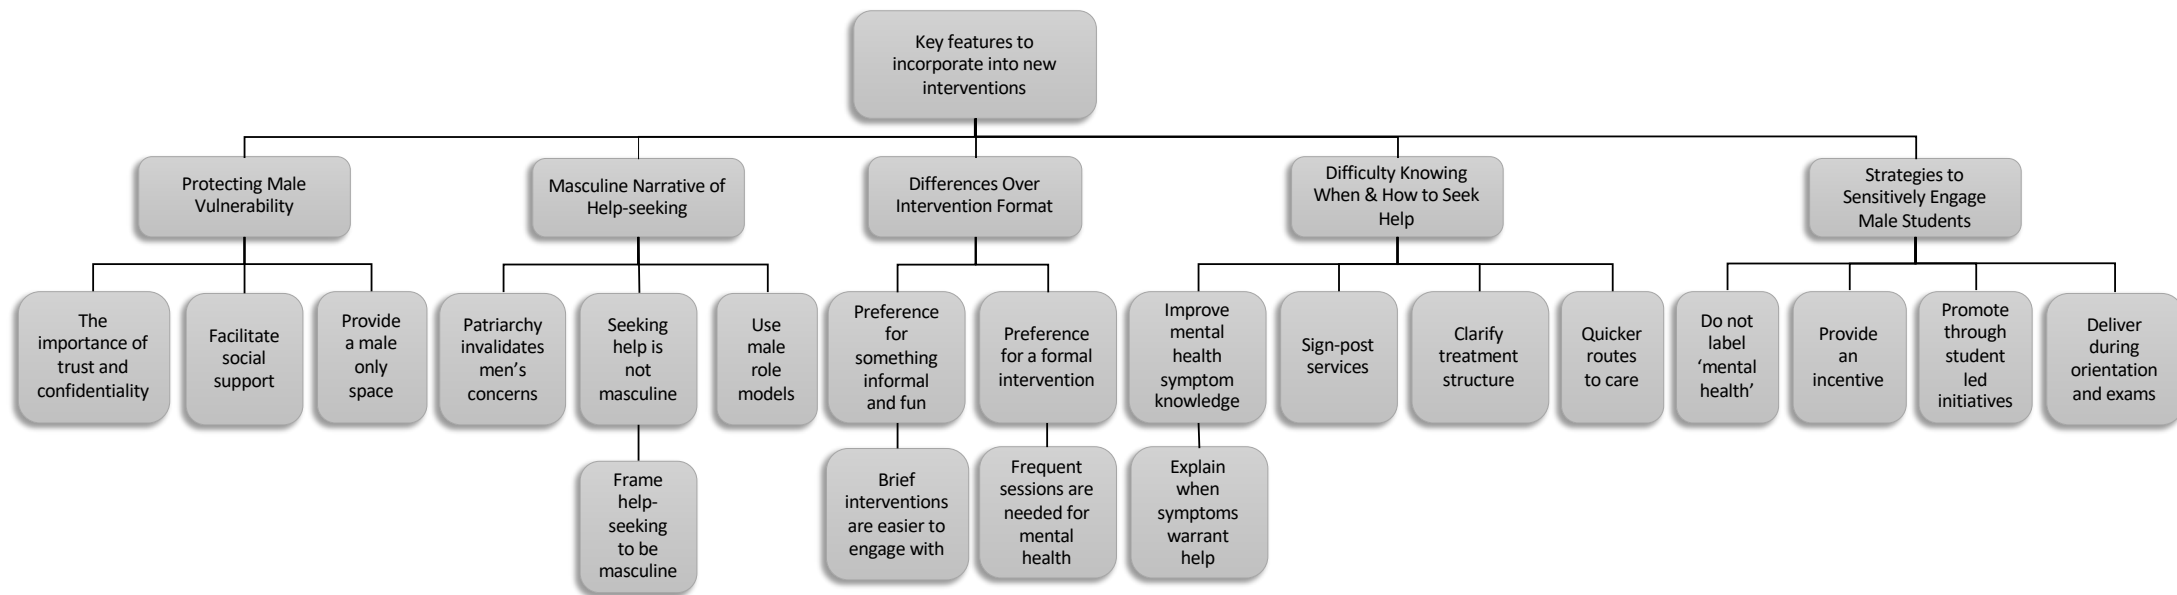 Key features to
incorporate into new
interventions
Protecting Male
Vulnerability
Masculine Narrative of
Help-seeking
Differences Over
Intervention Format
Difficulty Knowing
When & How to Seek
Help
Strategies to
Sensitively Engage
Male Students
The
importance of
trust and
confidentiality
Facilitate
social
support
Provide
a male
only
space
Patriarchy
invalidates
men’s
concerns
Seeking
help is
not
masculine
Use
male
role
models
Preference
for
something
informal
and fun
Preference
for a formal
intervention
Improve
mental
health
symptom
knowledge
Sign-post
services
Clarify
treatment
structure
Quicker
routes
to care
Do not
label
‘mental
health’
Provide
an
incentive
Promote
through
student
led
initiatives
Deliver
during
orientation
and exams
Frame
help-
seeking
to be
masculine
Brief
interventions
are easier to
engage with
Frequent
sessions are
needed for
mental
health
Explain
when
symptoms
warrant
help